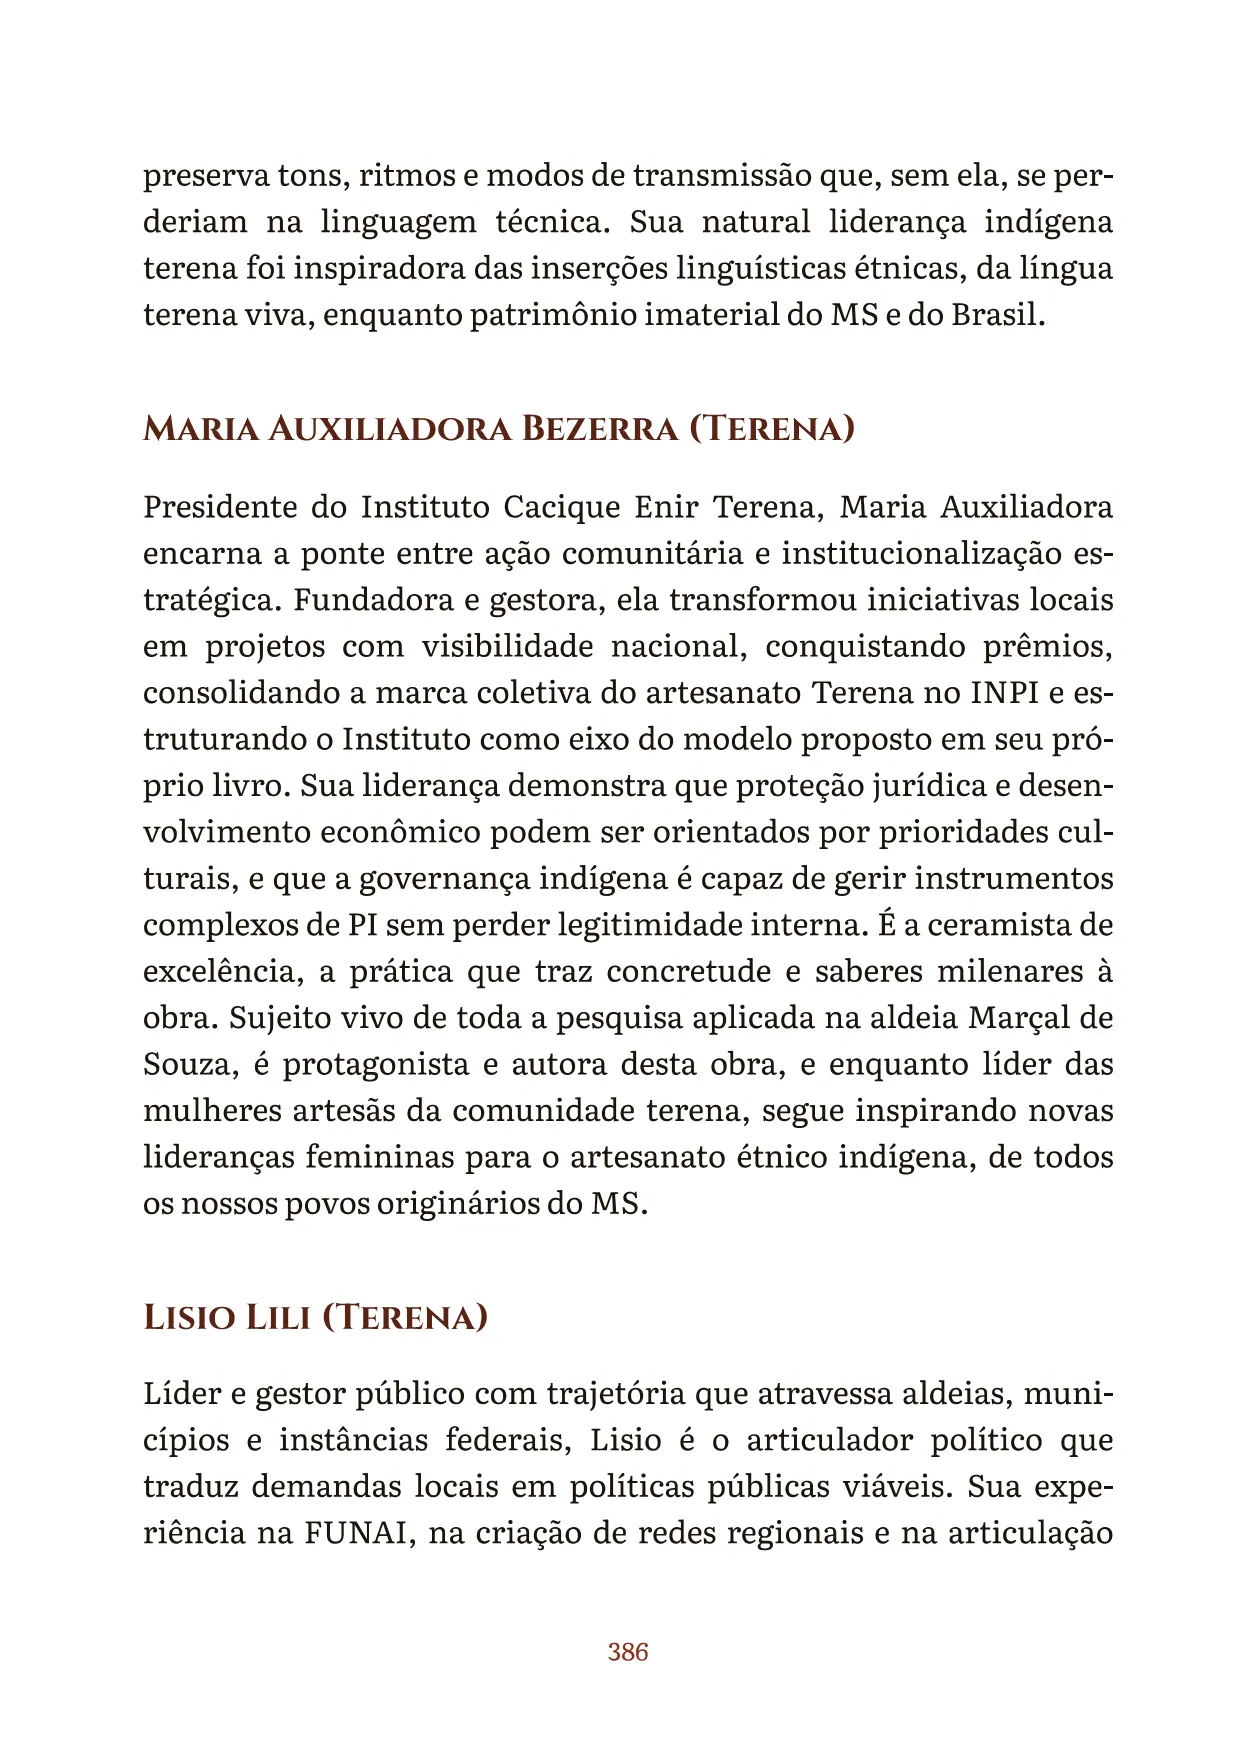 preserva tons, ritmos e modos de transmissão que, sem ela, se per-
deriam na linguagem técnica. Sua natural liderança indígena
terena foi inspiradora das inserções linguísticas étnicas, da língua
terena viva, enquanto patrimônio imaterial do MS e do Brasil.
Maria Auxiliadora Bezerra (Terena)
Presidente do Instituto Cacique Enir Terena, Maria Auxiliadora
encarna a ponte entre ação comunitária e institucionalização es-
tratégica. Fundadora e gestora, ela transformou iniciativas locais
em projetos com visibilidade nacional, conquistando prêmios,
consolidando a marca coletiva do artesanato Terena no INPI e es-
truturando o Instituto como eixo do modelo proposto em seu pró-
prio livro. Sua liderança demonstra que proteção jurídica e desen-
volvimento econômico podem ser orientados por prioridades cul-
turais, e que a governança indígena é capaz de gerir instrumentos
complexos de PI sem perder legitimidade interna. É a ceramista de
excelência, a prática que traz concretude e saberes milenares à
obra. Sujeito vivo de toda a pesquisa aplicada na aldeia Marçal de
Souza, é protagonista e autora desta obra, e enquanto líder das
mulheres artesãs da comunidade terena, segue inspirando novas
lideranças femininas para o artesanato étnico indígena, de todos
os nossos povos originários do MS.
Lisio Lili (Terena)
Líder e gestor público com trajetória que atravessa aldeias, muni-
cípios e instâncias federais, Lisio é o articulador político que
traduz demandas locais em políticas públicas viáveis. Sua expe-
riência na FUNAI, na criação de redes regionais e na articulação
386